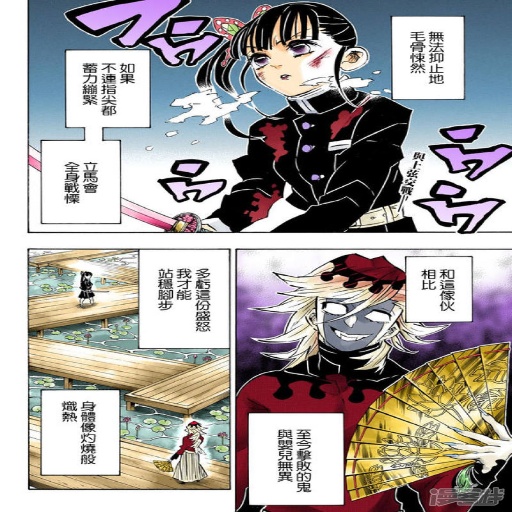 無法抑止地
毛骨悚然
如果
不連指尖都
蓄力繃緊
立馬會
全身戰慄
與上弦交戰─
和這傢伙
相比
至今擊敗的鬼
與嬰兒無異
多虧這份盛怒
我才能
站穩腳步
身體像灼燒般
熾熱